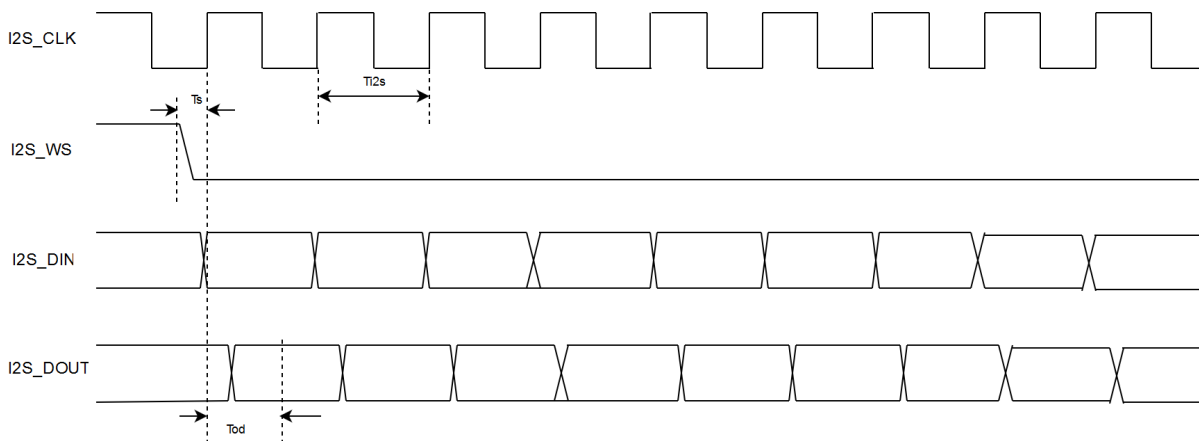 I2S_CLK
Ts
Ti2s
I2S_WS
I2S_DIN
I2S_DOUT
Tod